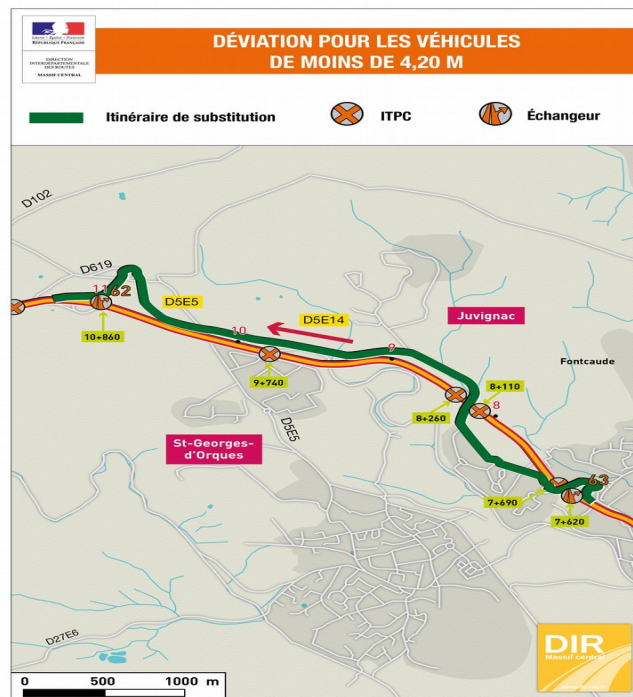 Liberté • Égalité • Fraternité
RÉPUBLIQUE FRANÇAISE
DIRECTION
INTERDÉPARTEMENTALE
DES ROUTES
MASSIF CENTRAL
DÉVIATION POUR LES VÉHICULES
DE MOINS DE 4,20 M
Itinéraire de substitution
ITPC
Échangeur
D102
D619
11
62
D5E5
10+860
10
D5E14
9
Juvignac
Fontcaude
9+740
8+110
8+260
8
D5E5
St-Georges-
d'Orques
63
7+690
7+620
D27E6
DIR
Massif central
0 500 1000 m